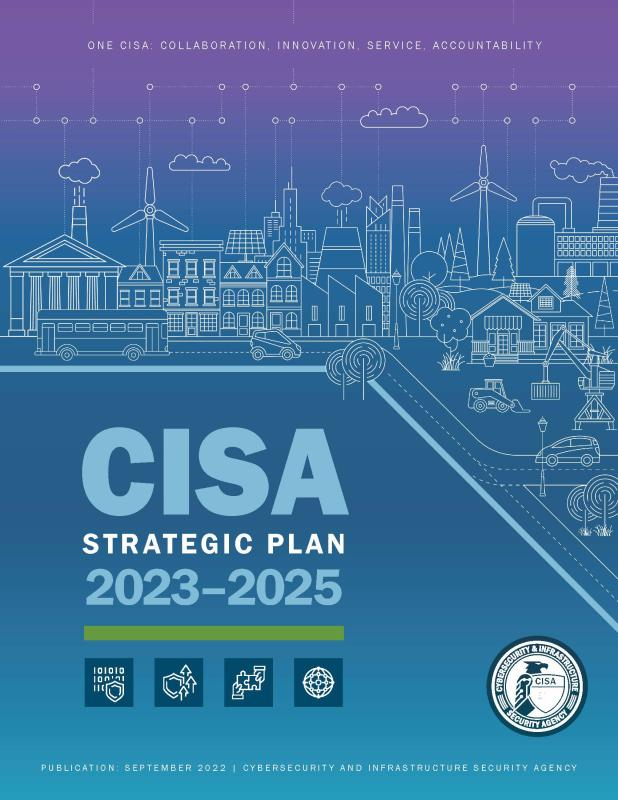 ONE CISA: COLLABORATION, INNOVATION, SERVICE, ACCOUNTABILITY
CISA
STRATEGIC PLAN
2023–2025
CYBERSECURITY & INFRASTRUCTURE
CISA
SECURITY AGENCY
PUBLICATION: SEPTEMBER 2022 | CYBERSECURITY AND INFRASTRUCTURE SECURITY AGENCY